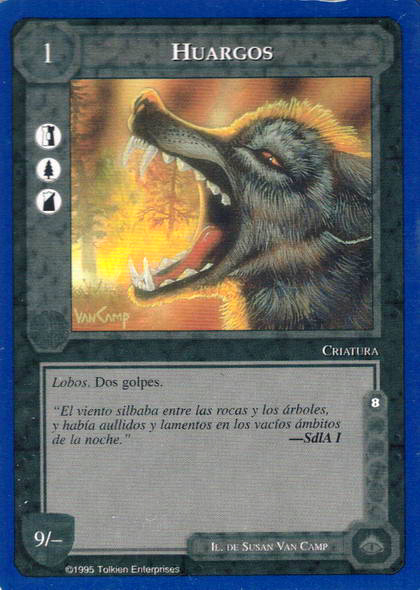 1
HUARGOS
VANCAMP
CRIATURA
Lobos. Dos golpes.
8
“El viento silbaba entre las rocas y los árboles,
y había aullidos y lamentos en los vacíos ámbitos
de la noche.”
—SdlA I
9/–
IL. DE SUSAN VAN CAMP
©1995 Tolkien Enterprises